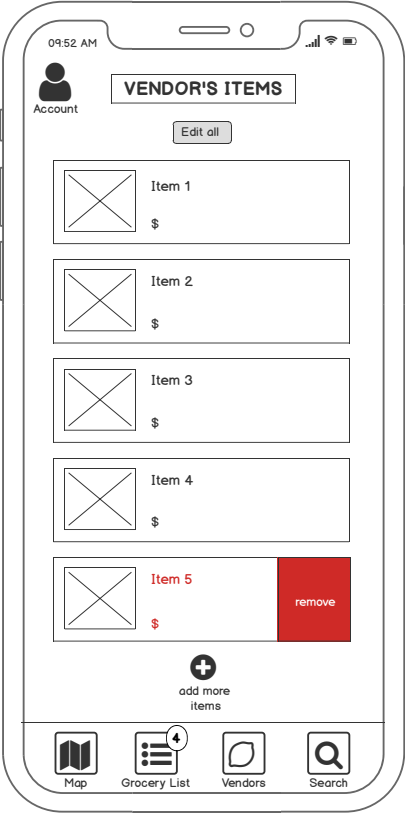 09:52 AM
Account
VENDOR'S ITEMS
Edit all
Item 1
$
Item 2
$
Item 3
$
Item 4
$
Item 5
$
remove
add more
items
4
Map
Grocery List
Vendors
Search